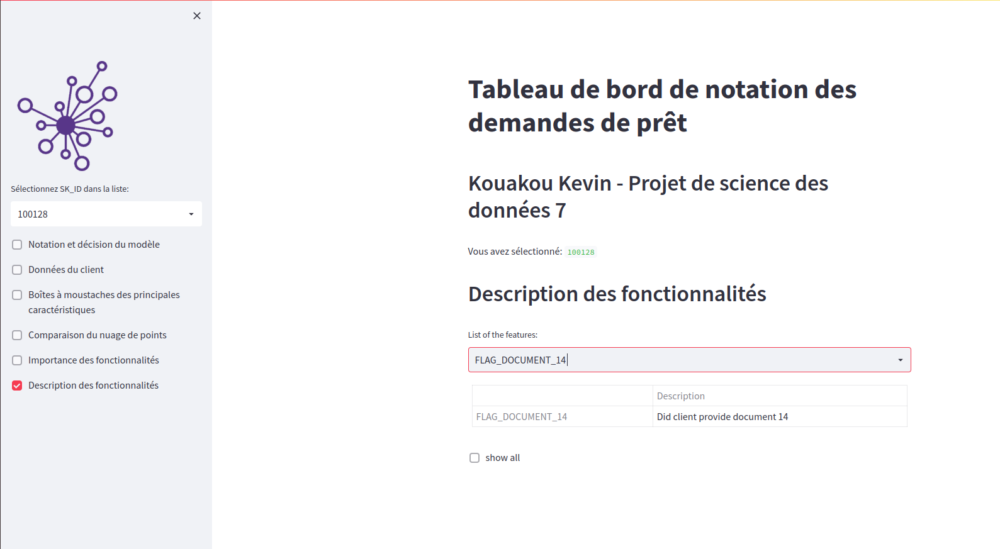 Sélectionnez SK_ID dans la liste:
100128
Notation et décision du modèle
Données du client
Boîtes à moustaches des principales
caractéristiques
Comparaison du nuage de points
Importance des fonctionnalités
Description des fonctionnalités
Tableau de bord de notation des
demandes de prêt
Kouakou Kevin - Projet de science des
données 7
Vous avez sélectionné: 100128
Description des fonctionnalités
List of the features:
FLAG_DOCUMENT_14
Description
FLAG_DOCUMENT_14 Did client provide document 14
show all